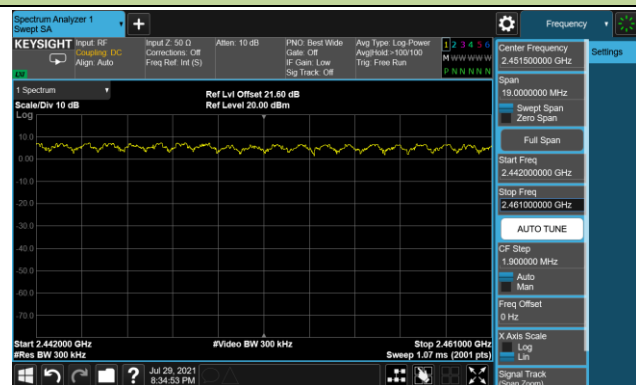 Spectrum Analyzer 1
Swept SA
+
Frequency
KEYSIGHT
Input: RF
Coupling: DC
Align: Auto
Input Z: 50 Ω
Corrections: Off
Freq Ref: Int (S)
Atten: 10 dB
PNO: Best Wide
Gate: Off
IF Gain: Low
Sig Track: Off
Avg Type: Log-Power
Avg|Hold:>100/100
Trig: Free Run
1 2 3 4 5 6
M W W W W W
P N N N N N
LW
1 Spectrum
Scale/Div 10 dB
Ref Lvl Offset 21.60 dB
Ref Level 20.00 dBm
Log
10.0
0.00
-10.0
-20.0
-30.0
-40.0
-50.0
-60.0
-70.0
Start 2.442000 GHz
#Res BW 300 kHz
#Video BW 300 kHz
Stop 2.461000 GHz
Sweep 1.07 ms (2001 pts)
Jul 29, 2021
8:34:53 PM
?
Center Frequency
2.451500000 GHz
Settings
Span
19.0000000 MHz
Swept Span
Zero Span
Full Span
Start Freq
2.442000000 GHz
Stop Freq
2.461000000 GHz
AUTO TUNE
CF Step
1.900000 MHz
Auto
Man
Freq Offset
0 Hz
X Axis Scale
Log
Lin
Signal Track
(Span Zoom)